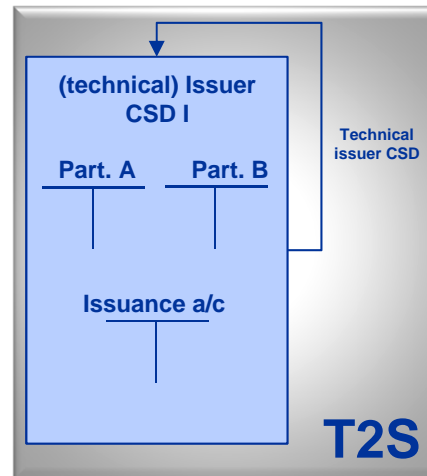 (technical) Issuer
CSD I
Technical
issuer CSD
Part. A
Part. B
Issuance a/c
T2S